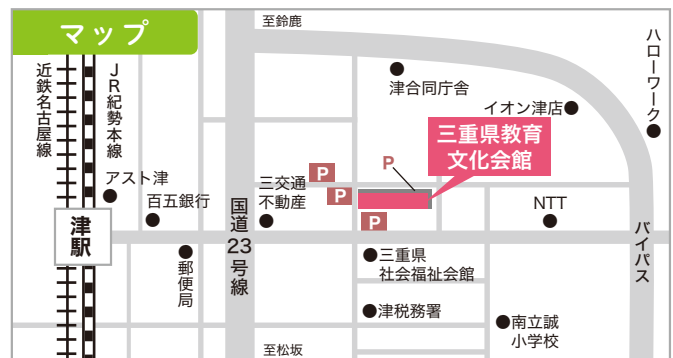 マップ
至鈴鹿
ハローワーク
近鉄名古屋線
JR紀勢本線
津合同庁舎
イオン津店
三重県教育
文化会館
P
P
P
P
アスト津
百五銀行
三交通
不動産
NTT
津駅
国道23号線
バイパス
郵便局
三重県
社会福祉会館
津税務署
南立誠
小学校
至松坂